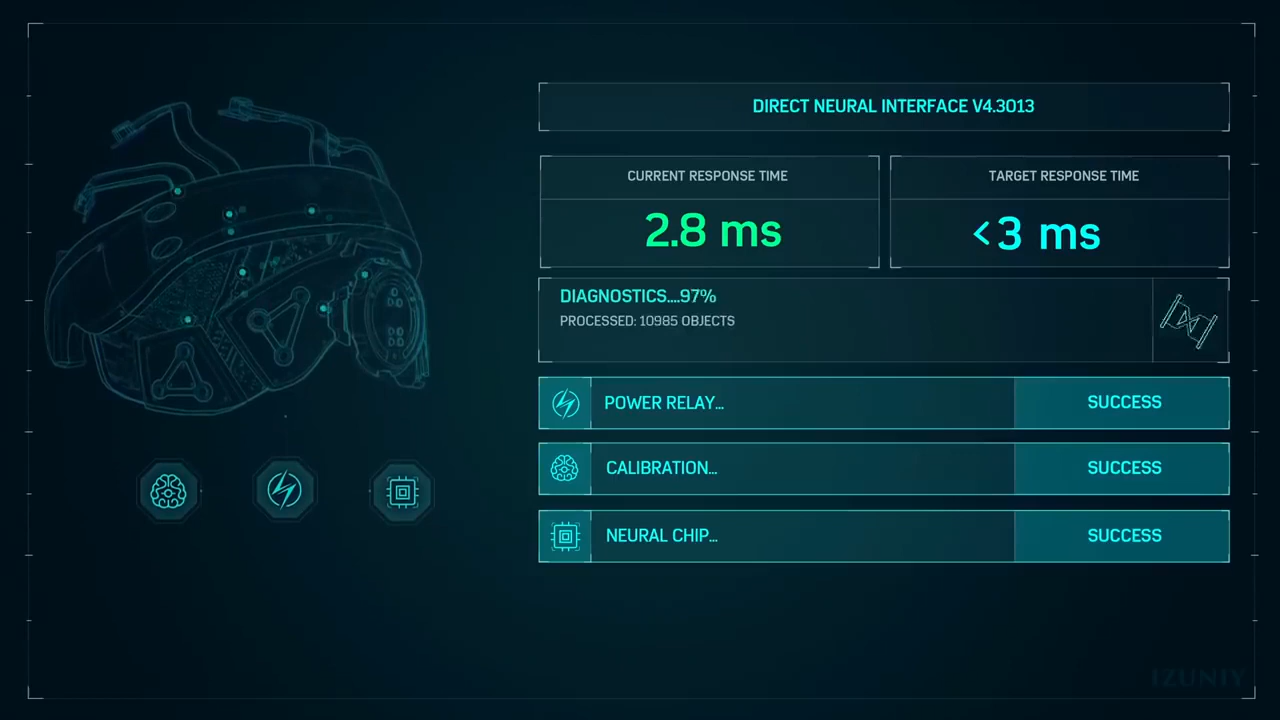 DIRECT NEURAL INTERFACE V4.3013
CURRENT RESPONSE TIME
TARGET RESPONSE TIME
2.8 ms
<3 ms
DIAGNOSTICS....97%
PROCESSED: 10985 OBJECTS
POWER RELAY...
SUCCESS
CALIBRATION...
SUCCESS
NEURAL CHIP...
SUCCESS
IZUNIY